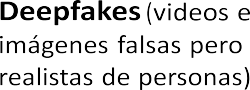 Deepfakes (videos e
imágenes falsas pero
realistas de personas)